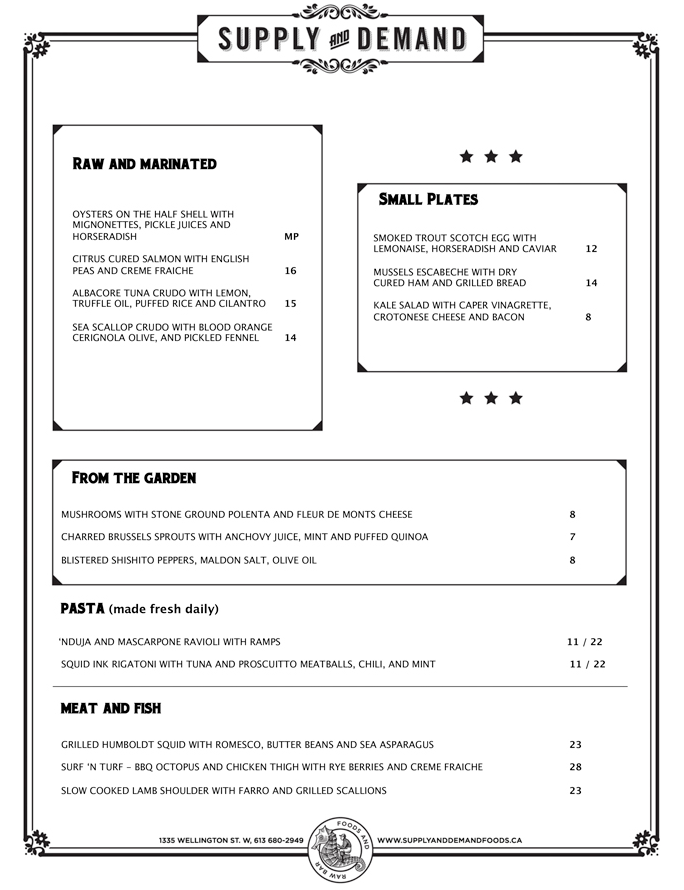 SUPPLY AND DEMAND
RAW AND MARINATED
OYSTERS ON THE HALF SHELL WITH
MIGNONETTES, PICKLE JUICES AND
HORSERADISH MP
CITRUS CURED SALMON WITH ENGLISH
PEAS AND CREME FRAICHE 16
ALBACORE TUNA CRUDO WITH LEMON,
TRUFFLE OIL, PUFFED RICE AND CILANTRO 15
SEA SCALLOP CRUDO WITH BLOOD ORANGE
CERIGNOLA OLIVE, AND PICKLED FENNEL 14
SMALL PLATES
SMOKED TROUT SCOTCH EGG WITH
LEMONAISE, HORSERADISH AND CAVIAR 12
MUSSELS ESCABECHE WITH DRY
CURED HAM AND GRILLED BREAD 14
KALE SALAD WITH CAPER VINAGRETTE,
CROTONESE CHEESE AND BACON 8
FROM THE GARDEN
MUSHROOMS WITH STONE GROUND POLENTA AND FLEUR DE MONTS CHEESE 8
CHARRED BRUSSELS SPROUTS WITH ANCHOVY JUICE, MINT AND PUFFED QUINOA 7
BLISTERED SHISHITO PEPPERS, MALDON SALT, OLIVE OIL 8
PASTA (made fresh daily)
'NDUJA AND MASCARPONE RAVIOLI WITH RAMPS 11 / 22
SQUID INK RIGATONI WITH TUNA AND PROSCUITTO MEATBALLS, CHILI, AND MINT 11 / 22
MEAT AND FISH
GRILLED HUMBOLDT SQUID WITH ROMESCO, BUTTER BEANS AND SEA ASPARAGUS 23
SURF 'N TURF – BBQ OCTOPUS AND CHICKEN THIGH WITH RYE BERRIES AND CREME FRAICHE 28
SLOW COOKED LAMB SHOULDER WITH FARRO AND GRILLED SCALLIONS 23
1335 WELLINGTON ST. W, 613 680-2949
FOODS AND
RAW BAR
WWW.SUPPLYANDDEMANDFOODS.CA